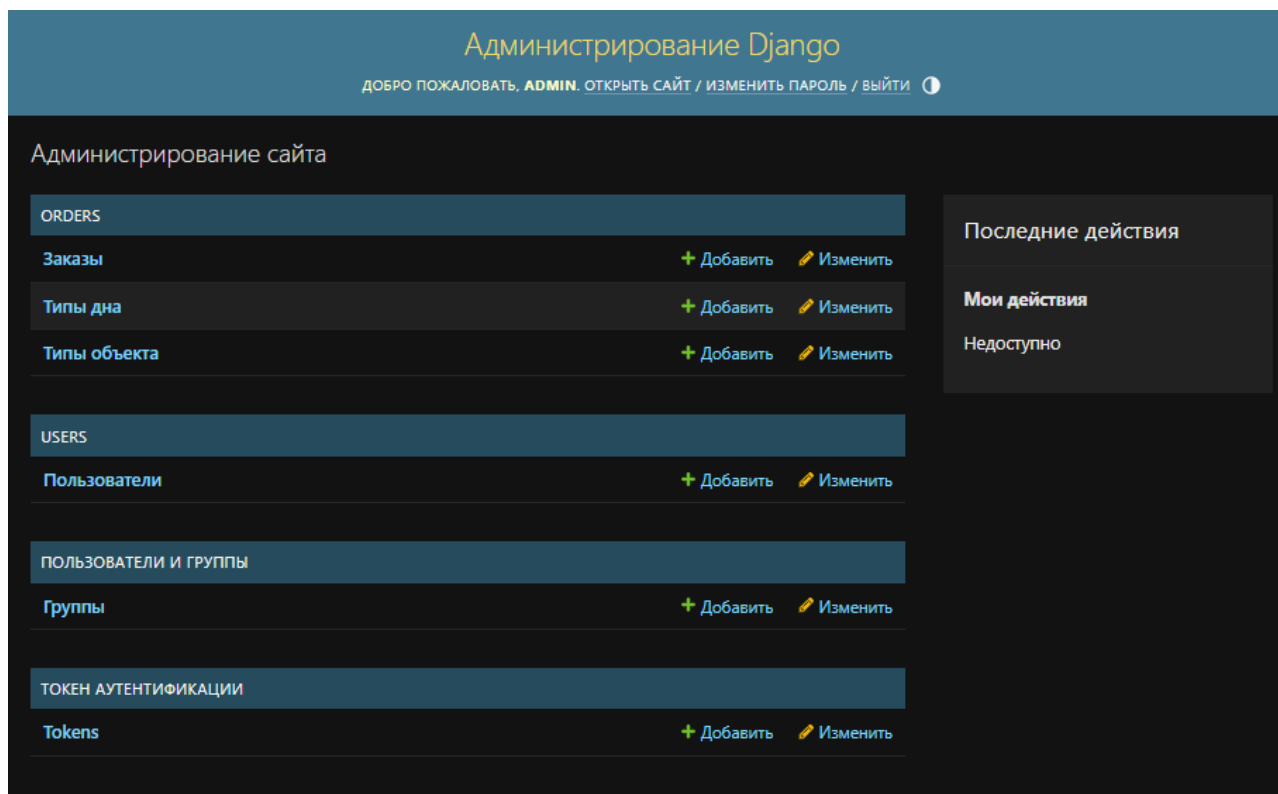 Администрирование Django
ДОБРО ПОЖАЛОВАТЬ, ADMIN. ОТКРЫТЬ САЙТ / ИЗМЕНИТЬ ПАРОЛЬ / ВЫЙТИ
Администрирование сайта
ORDERS
Заказы Добавить Изменить
Типы дна Добавить Изменить
Типы объекта Добавить Изменить
USERS
Пользователи Добавить Изменить
ПОЛЬЗОВАТЕЛИ И ГРУППЫ
Группы Добавить Изменить
ТОКЕН АУТЕНТИФИКАЦИИ
Tokens Добавить Изменить
Последние действия
Мои действия
Недоступно